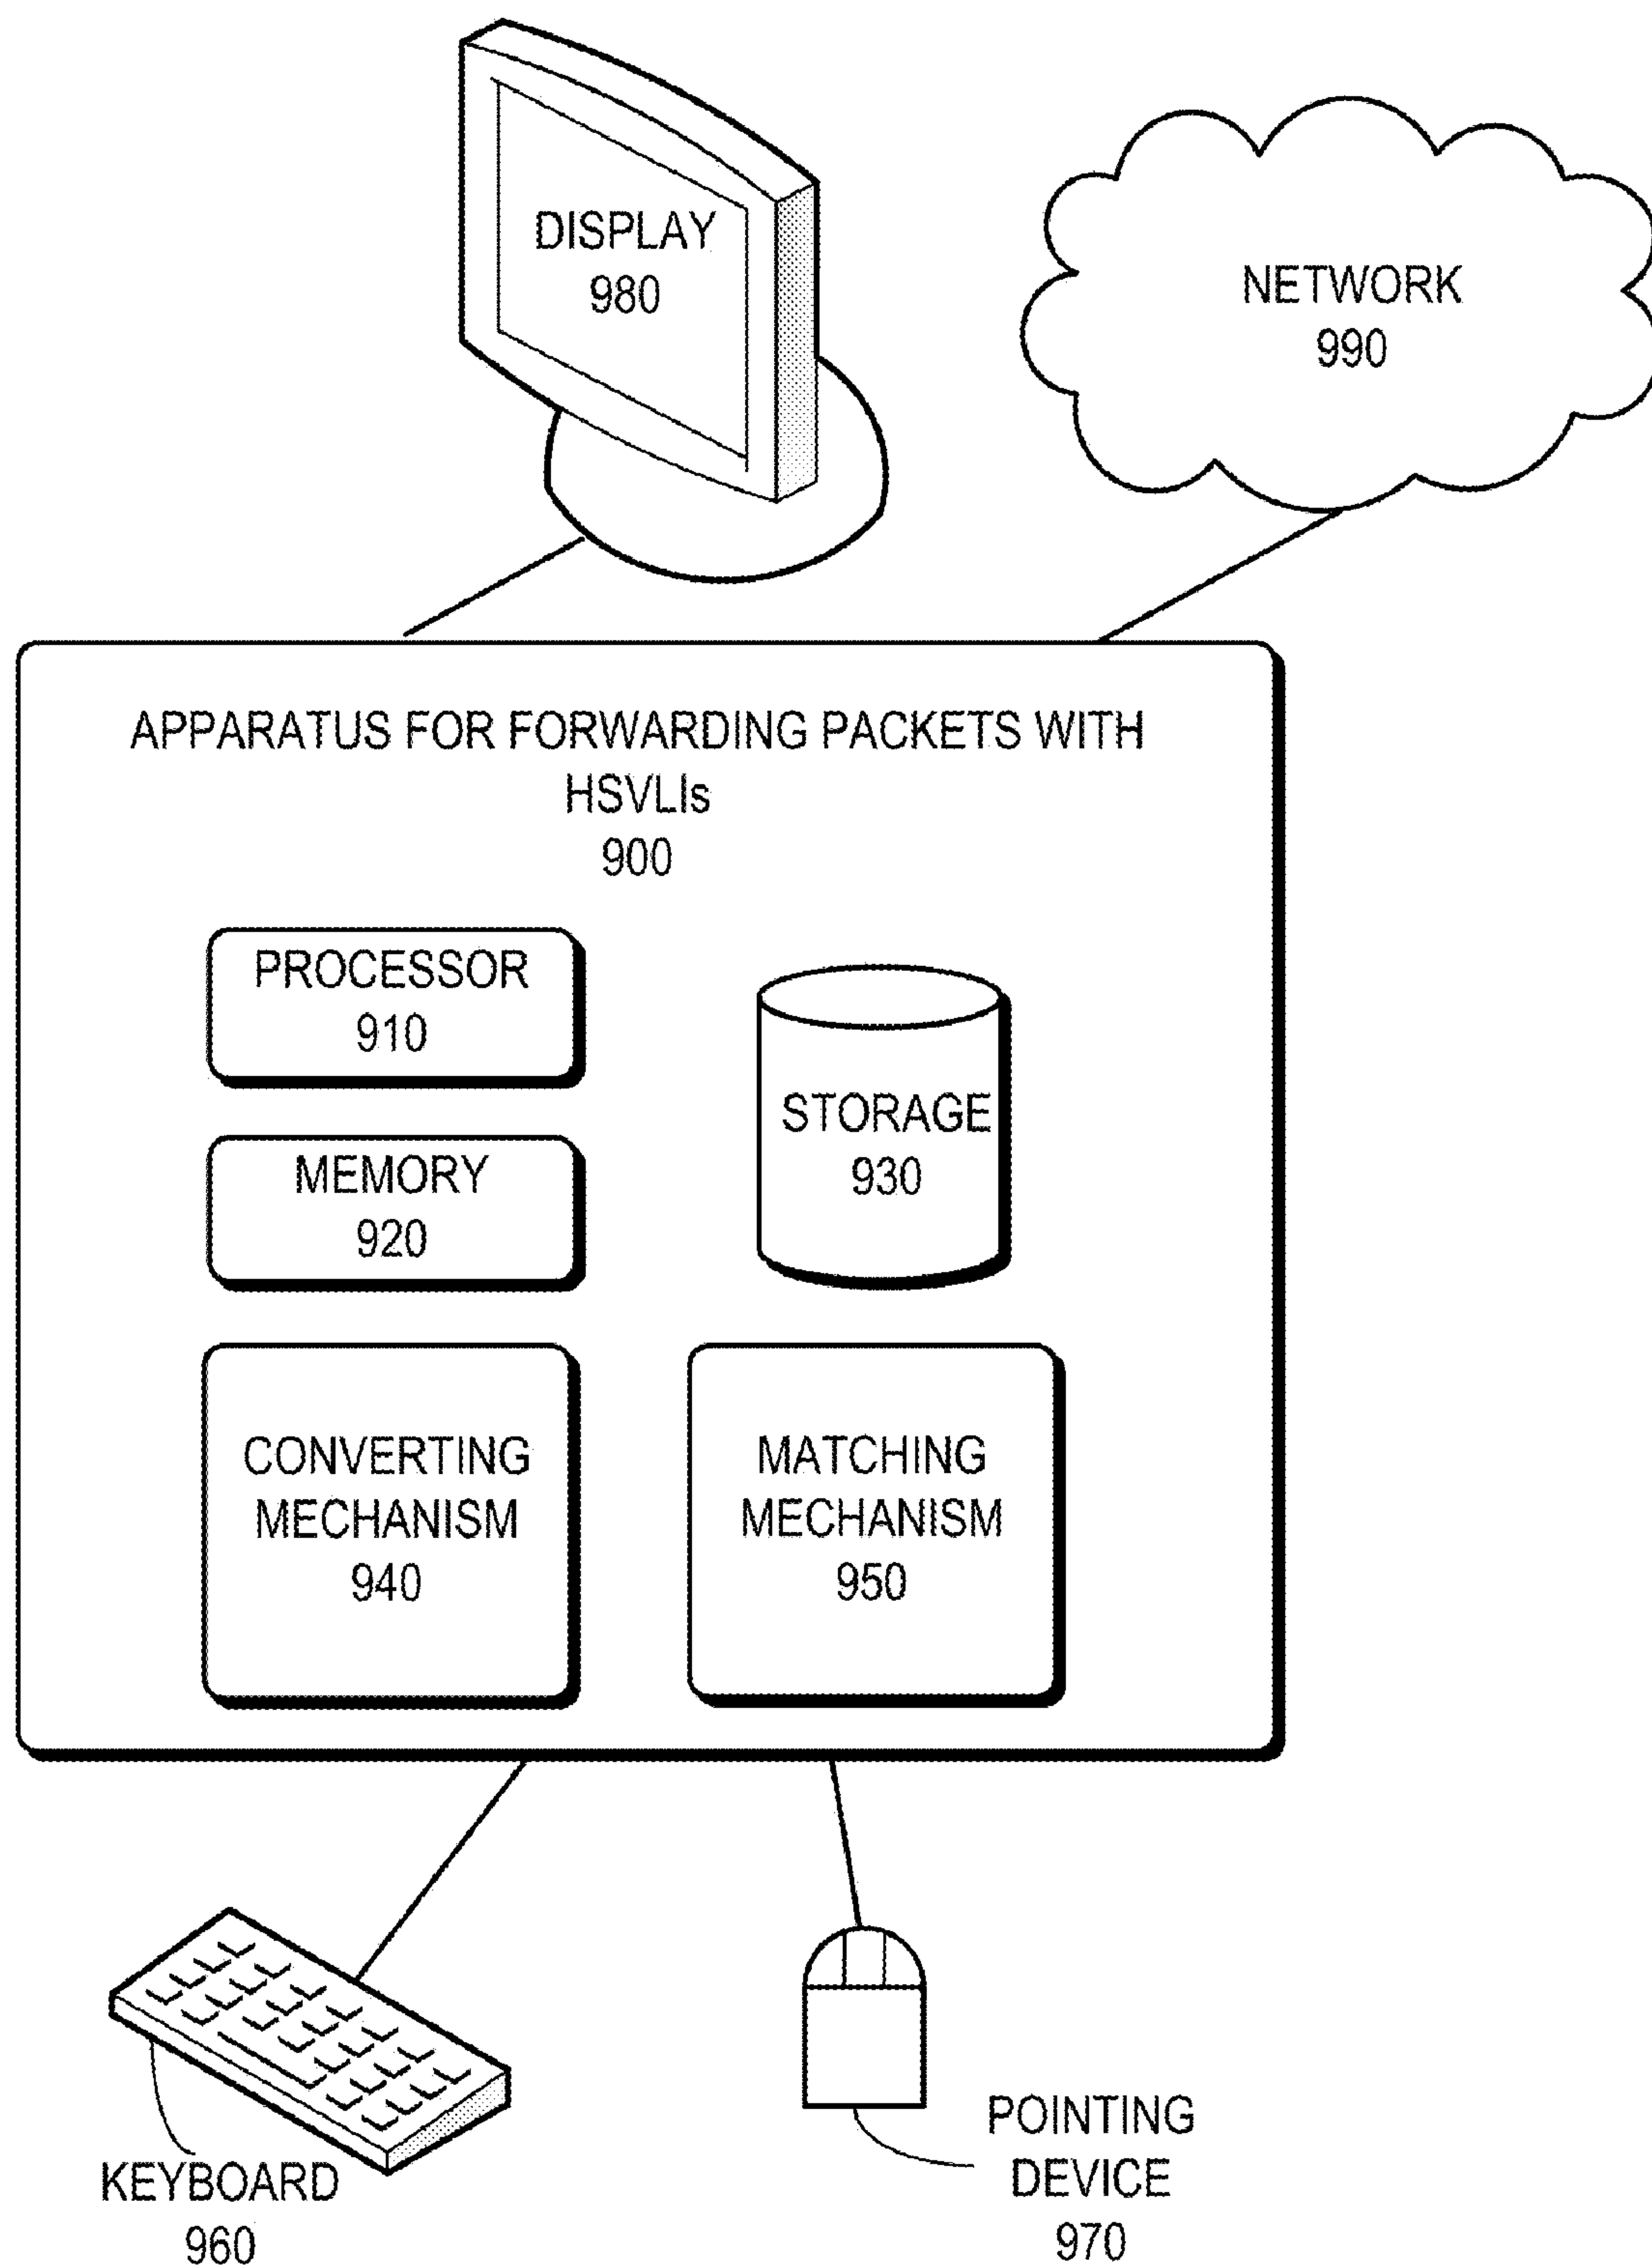 DISPLAY
980
NETWORK
990
APPARATUS FOR FORWARDING PACKETS WITH
HSVLIs
900
PROCESSOR
910
STORAGE
930
MEMORY
920
CONVERTING
MECHANISM
940
MATCHING
MECHANISM
950
KEYBOARD
960
POINTING
DEVICE
970